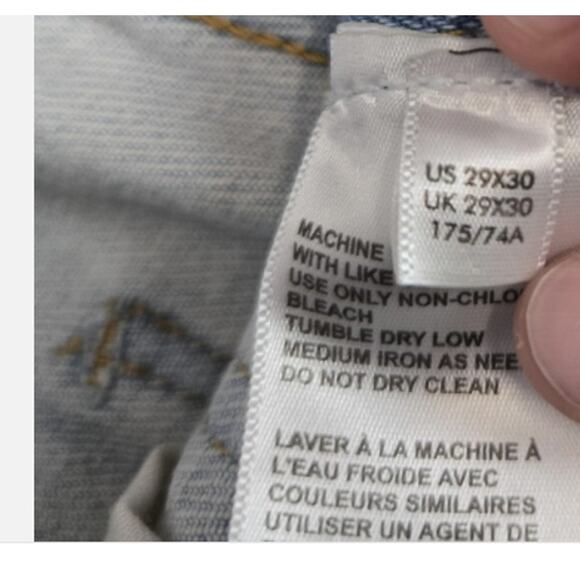 US 29X30
UK 29X30
175/74A
MACHINE
WITH LIKE
USE ONLY NON-CHLO
BLEACH
TUMBLE DRY LOW
MEDIUM IRON AS NEE
DO NOT DRY CLEAN
LAVER À LA MACHINE À
L'EAU FROIDE AVEC
COULEURS SIMILAIRES
UTILISER UN AGENT DE